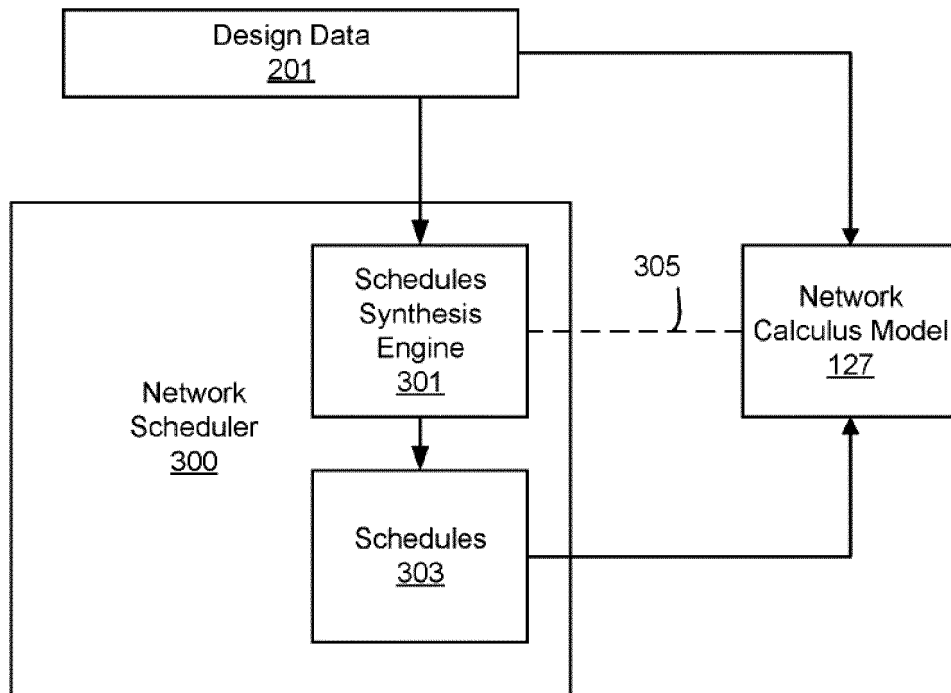 Design Data
201
305
Schedules
Synthesis
Engine
301
Network
Calculus Model
127
Network
Scheduler
300
Schedules
303